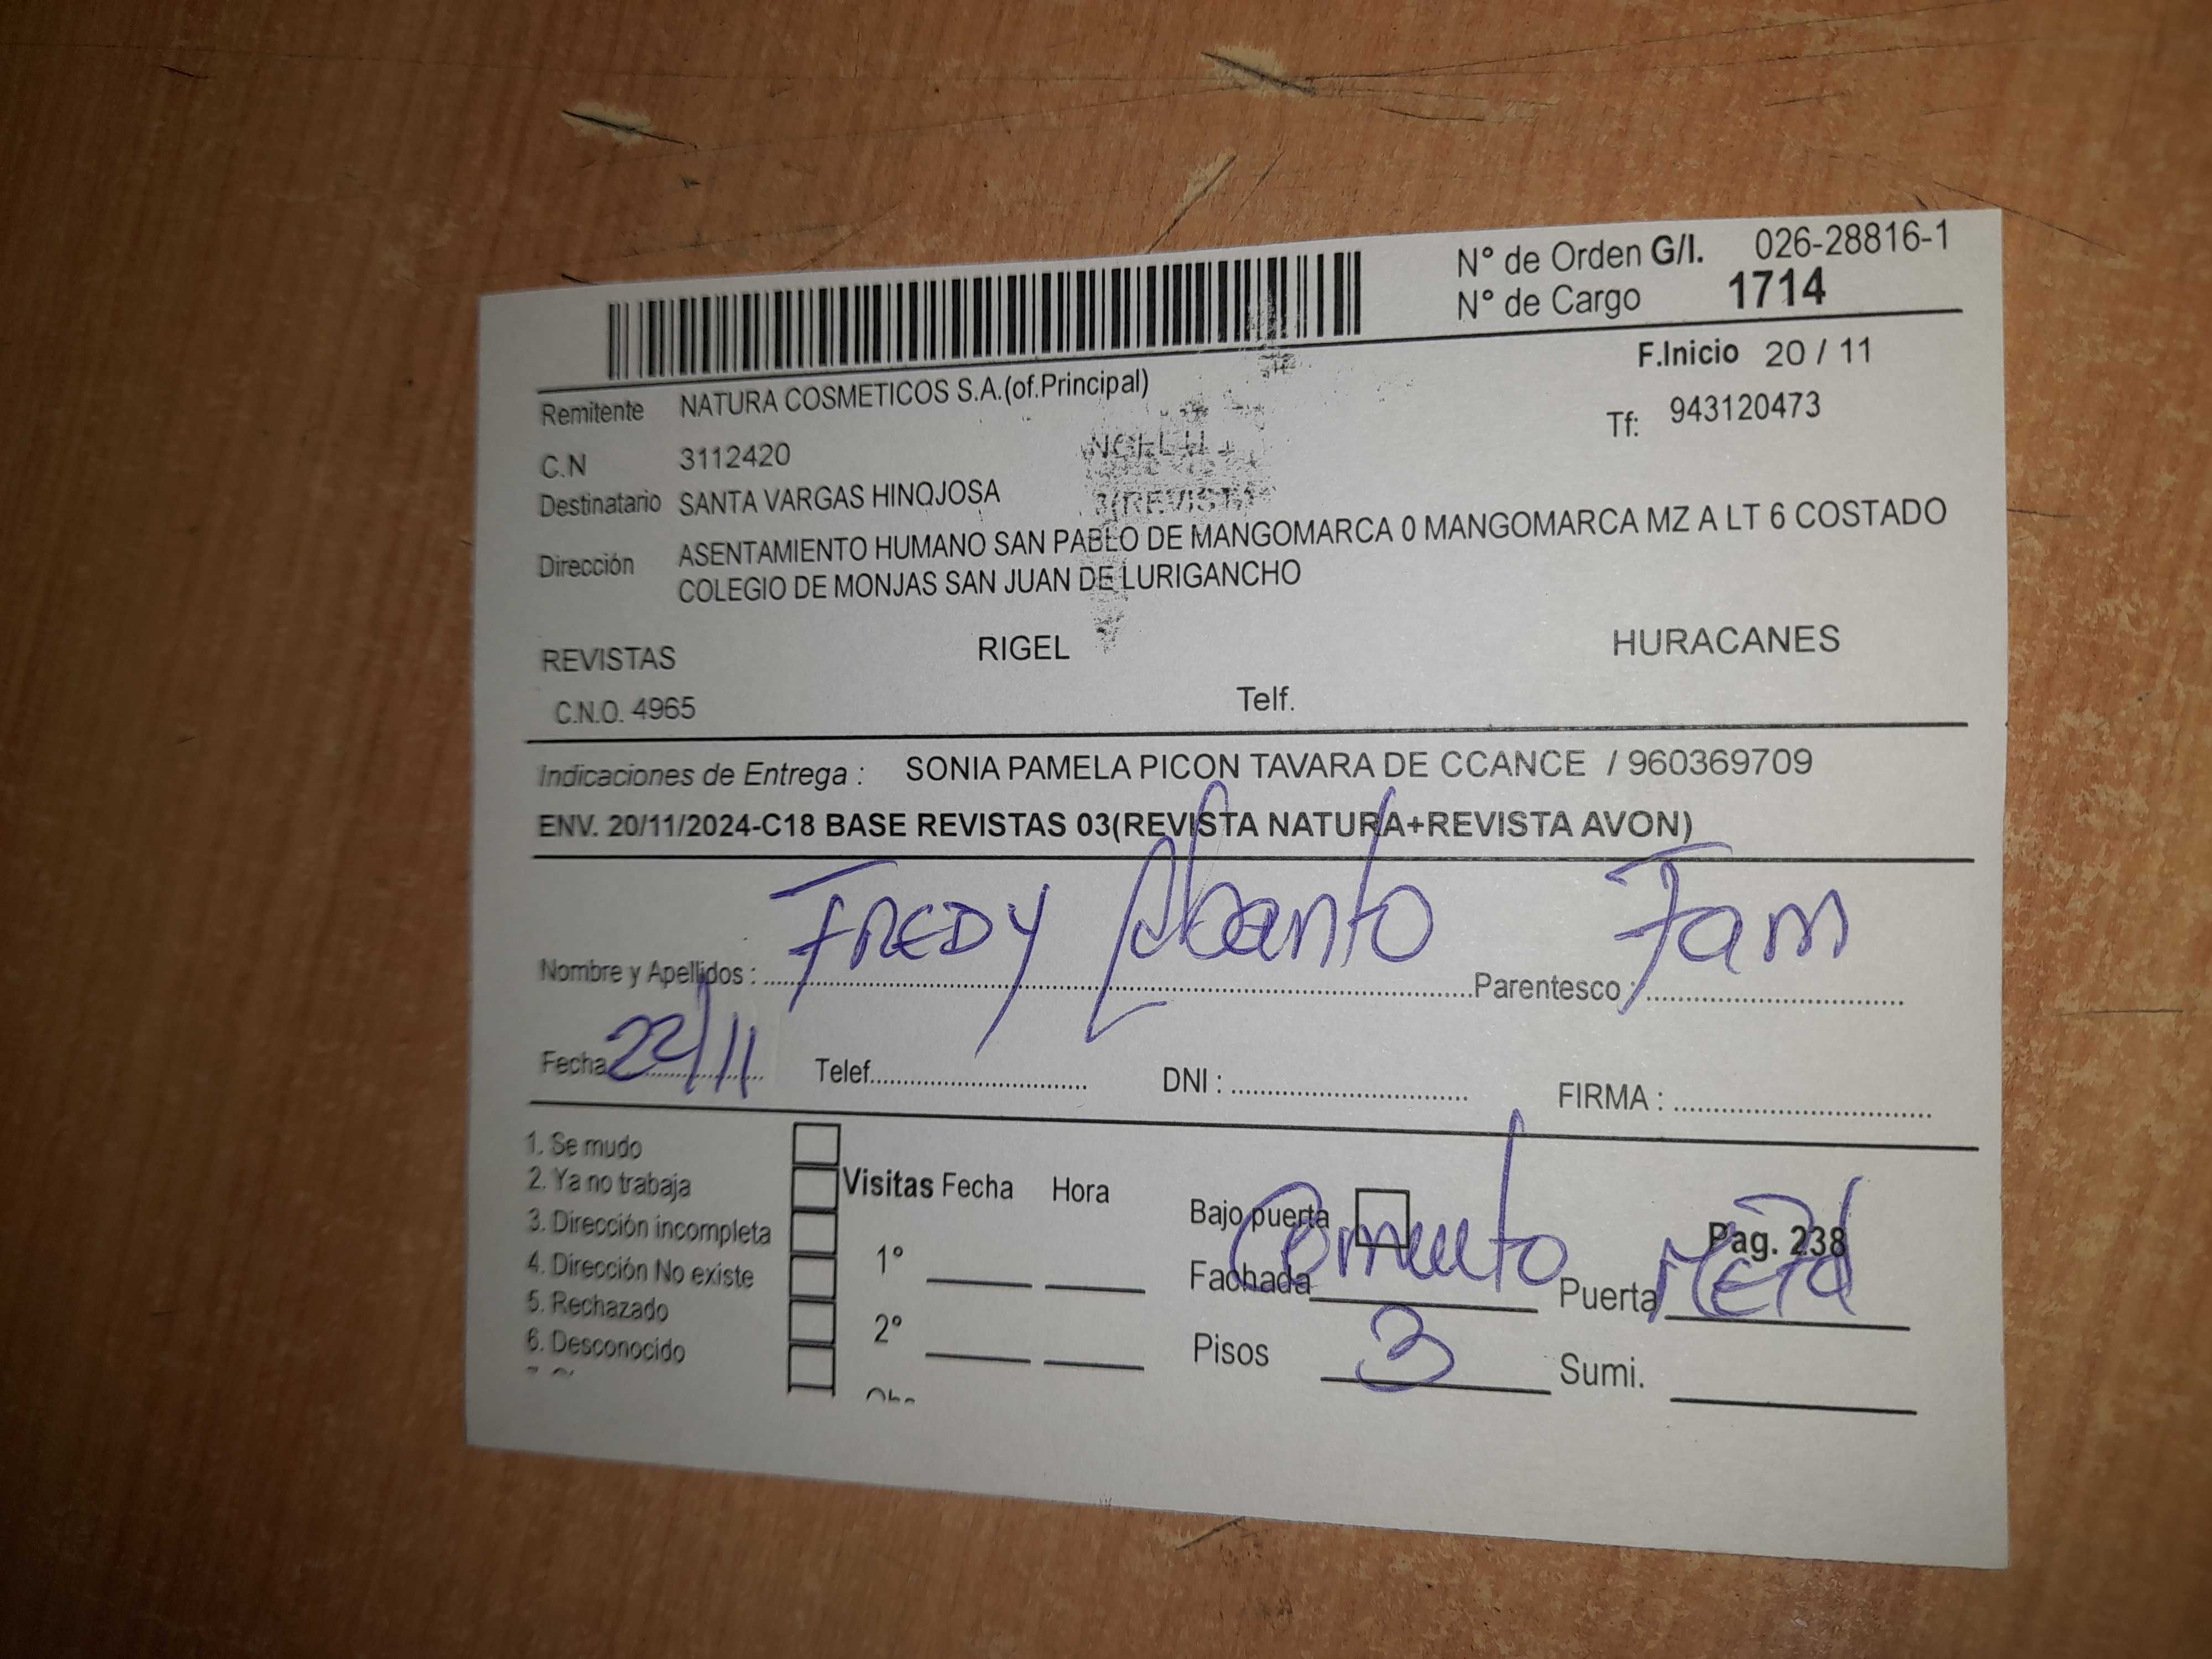 N° de Orden G/I. 026-28816-1
N° de Cargo 1714
F.Inicio 20 / 11
Remitente NATURA COSMETICOS S.A.(of.Principal)
Tf: 943120473
C.N 3112420
Destinatario SANTA VARGAS HINOJOSA
3(REVIST
Dirección ASENTAMIENTO HUMANO SAN PABLO DE MANGOMARCA 0 MANGOMARCA MZ A LT 6 COSTADO
COLEGIO DE MONJAS SAN JUAN DE LURIGANCHO
REVISTAS RIGEL HURACANES
C.N.O. 4965 Telf.
Indicaciones de Entrega : SONIA PAMELA PICON TAVARA DE CCANCE / 960369709
ENV. 20/11/2024-C18 BASE REVISTAS 03(REVISTA NATURA+REVISTA AVON)
Nombre y Apellidos : FREDY Abanto Parentesco : Fam
Fecha 22/11 Telef. DNI : FIRMA :
1. Se mudo
2. Ya no trabaja
3. Dirección incompleta
4. Dirección No existe
5. Rechazado
6. Desconocido
Visitas Fecha Hora
1°
2°
Bajo puerta Pag. 238
Fachada Puerta
Pisos 3 Sumi.